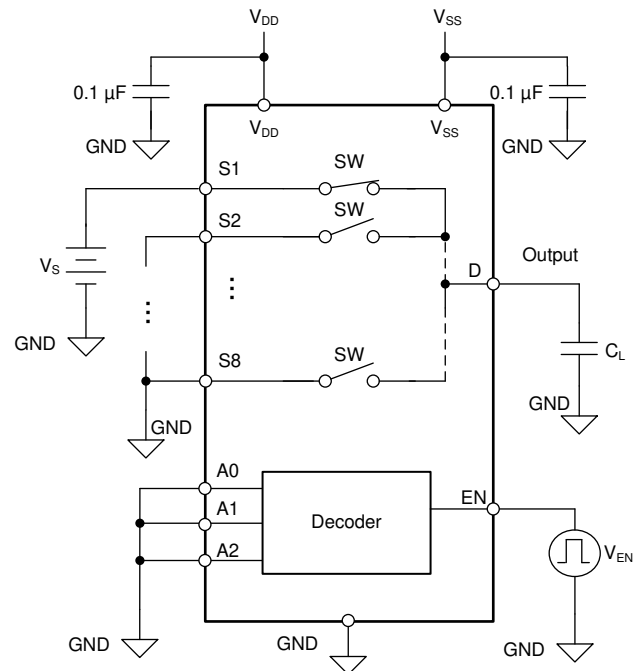 VDD
VSS
0.1 µF
0.1 µF
VDD
VSS
GND
GND
S1
SW
S2
SW
VS
...
...
D
Output
GND
S8
SW
CL
GND
GND
A0
A1
EN
Decoder
A2
VEN
GND
GND
GND